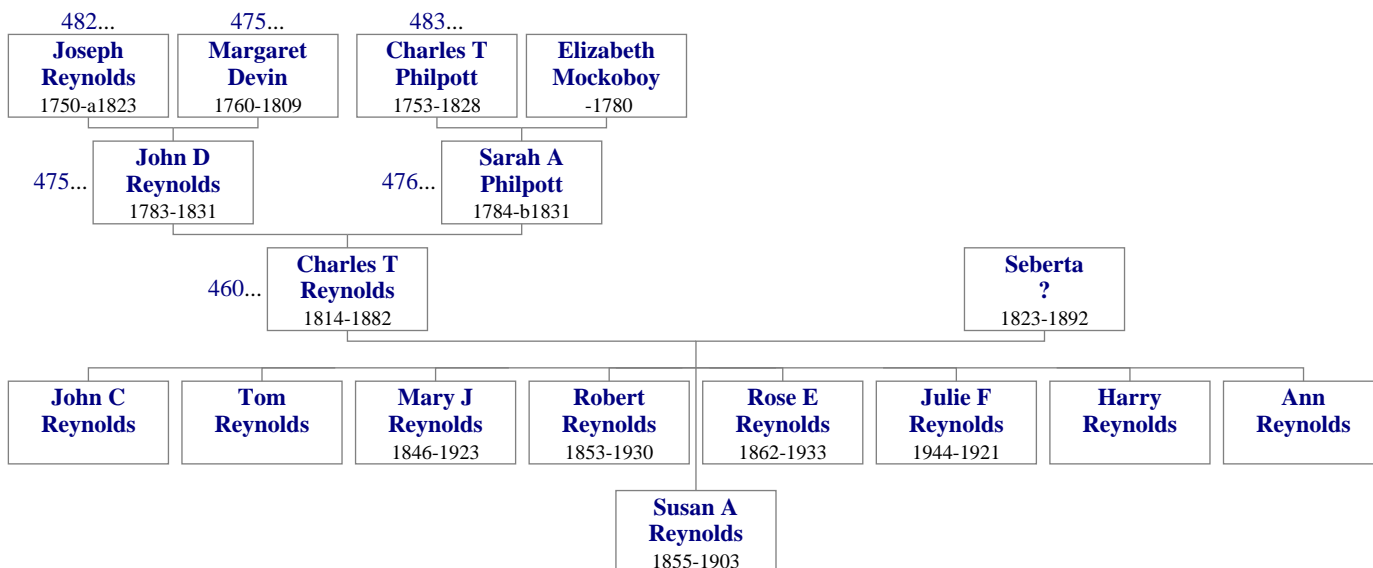 482... 475... 483...
Joseph Reynolds 1750-a1823
Margaret Devin 1760-1809
Charles T Philpott 1753-1828
Elizabeth Mockoboy -1780
475...
John D Reynolds 1783-1831
476...
Sarah A Philpott 1784-b1831
460...
Charles T Reynolds 1814-1882
Seberta ? 1823-1892
John C Reynolds
Tom Reynolds
Mary J Reynolds 1846-1923
Robert Reynolds 1853-1930
Rose E Reynolds 1862-1933
Julie F Reynolds 1944-1921
Harry Reynolds
Ann Reynolds
Susan A Reynolds 1855-1903